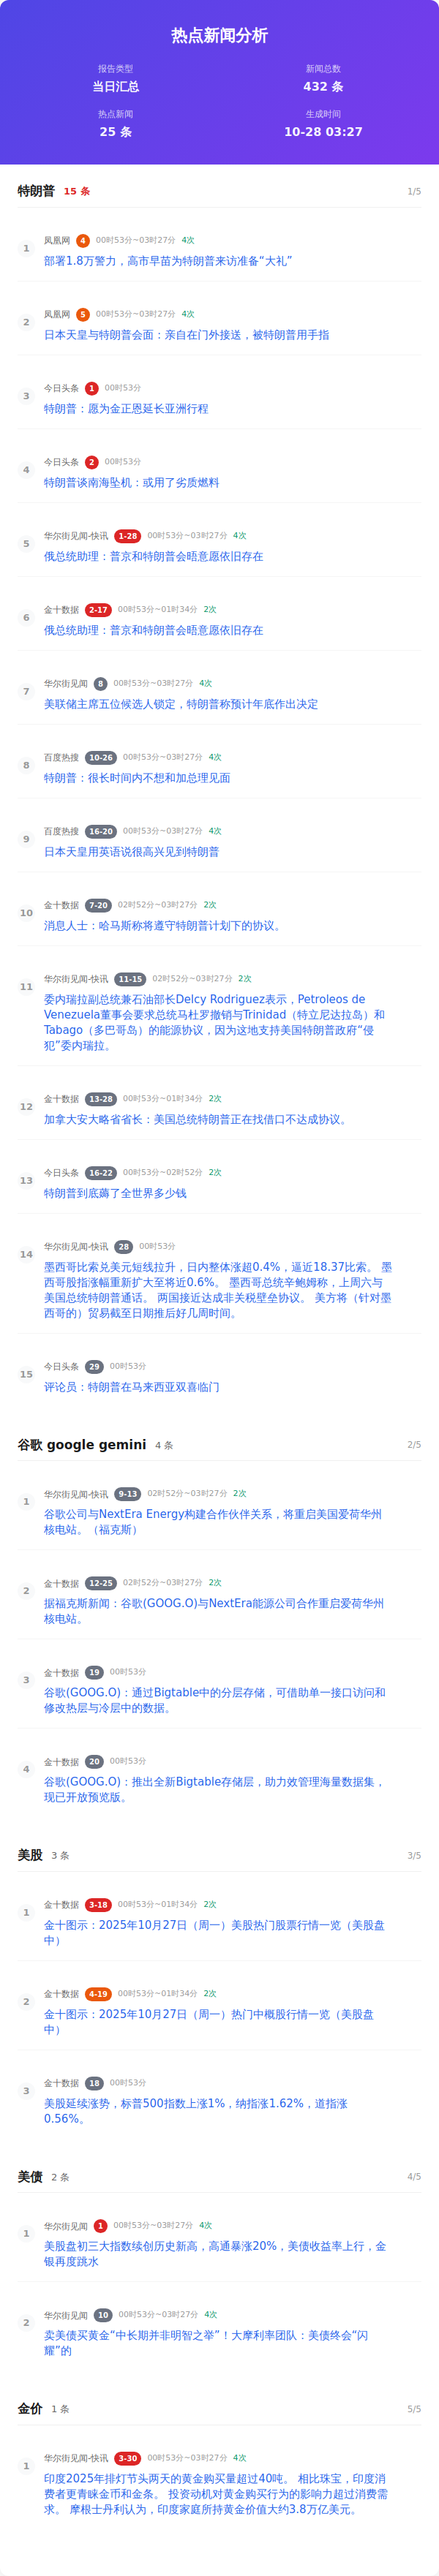 热点新闻分析
报告类型
当日汇总
新闻总数
432 条
热点新闻
25 条
生成时间
10-28 03:27
特朗普 15 条 1/5
1
凤凰网 4 00时53分~03时27分 4次
部署1.8万警力，高市早苗为特朗普来访准备“大礼”
2
凤凰网 5 00时53分~03时27分 4次
日本天皇与特朗普会面：亲自在门外接送，被特朗普用手指
3
今日头条 1 00时53分
特朗普：愿为金正恩延长亚洲行程
4
今日头条 2 00时53分
特朗普谈南海坠机：或用了劣质燃料
5
华尔街见闻-快讯 1-28 00时53分~03时27分 4次
俄总统助理：普京和特朗普会晤意愿依旧存在
6
金十数据 2-17 00时53分~01时34分 2次
俄总统助理：普京和特朗普会晤意愿依旧存在
7
华尔街见闻 8 00时53分~03时27分 4次
美联储主席五位候选人锁定，特朗普称预计年底作出决定
8
百度热搜 10-26 00时53分~03时27分 4次
特朗普：很长时间内不想和加总理见面
9
百度热搜 16-20 00时53分~03时27分 4次
日本天皇用英语说很高兴见到特朗普
10
金十数据 7-20 02时52分~03时27分 2次
消息人士：哈马斯称将遵守特朗普计划下的协议。
11
华尔街见闻-快讯 11-15 02时52分~03时27分 2次
委内瑞拉副总统兼石油部长Delcy Rodriguez表示，Petroleos de
Venezuela董事会要求总统马杜罗撤销与Trinidad（特立尼达拉岛）和
Tabago（多巴哥岛）的能源协议，因为这地支持美国特朗普政府“侵
犯”委内瑞拉。
12
金十数据 13-28 00时53分~01时34分 2次
加拿大安大略省省长：美国总统特朗普正在找借口不达成协议。
13
今日头条 16-22 00时53分~02时52分 2次
特朗普到底薅了全世界多少钱
14
华尔街见闻-快讯 28 00时53分
墨西哥比索兑美元短线拉升，日内整体涨超0.4%，逼近18.37比索。 墨
西哥股指涨幅重新扩大至将近0.6%。 墨西哥总统辛鲍姆称，上周六与
美国总统特朗普通话。 两国接近达成非关税壁垒协议。 美方将（针对墨
西哥的）贸易截至日期推后好几周时间。
15
今日头条 29 00时53分
评论员：特朗普在马来西亚双喜临门
谷歌 google gemini 4 条 2/5
1
华尔街见闻-快讯 9-13 02时52分~03时27分 2次
谷歌公司与NextEra Energy构建合作伙伴关系，将重启美国爱荷华州
核电站。（福克斯）
2
金十数据 12-25 02时52分~03时27分 2次
据福克斯新闻：谷歌(GOOG.O)与NextEra能源公司合作重启爱荷华州
核电站。
3
金十数据 19 00时53分
谷歌(GOOG.O)：通过Bigtable中的分层存储，可借助单一接口访问和
修改热层与冷层中的数据。
4
金十数据 20 00时53分
谷歌(GOOG.O)：推出全新Bigtable存储层，助力效管理海量数据集，
现已开放预览版。
美股 3 条 3/5
1
金十数据 3-18 00时53分~01时34分 2次
金十图示：2025年10月27日（周一）美股热门股票行情一览（美股盘
中）
2
金十数据 4-19 00时53分~01时34分 2次
金十图示：2025年10月27日（周一）热门中概股行情一览（美股盘
中）
3
金十数据 18 00时53分
美股延续涨势，标普500指数上涨1%，纳指涨1.62%，道指涨
0.56%。
美债 2 条 4/5
1
华尔街见闻 1 00时53分~03时27分 4次
美股盘初三大指数续创历史新高，高通暴涨20%，美债收益率上行，金
银再度跳水
2
华尔街见闻 10 00时53分~03时27分 4次
卖美债买黄金“中长期并非明智之举”！大摩利率团队：美债终会“闪
耀”的
金价 1 条 5/5
1
华尔街见闻-快讯 3-30 00时53分~03时27分 4次
印度2025年排灯节头两天的黄金购买量超过40吨。 相比珠宝，印度消
费者更青睐金币和金条。 投资动机对黄金购买行为的影响力超过消费需
求。 摩根士丹利认为，印度家庭所持黄金价值大约3.8万亿美元。